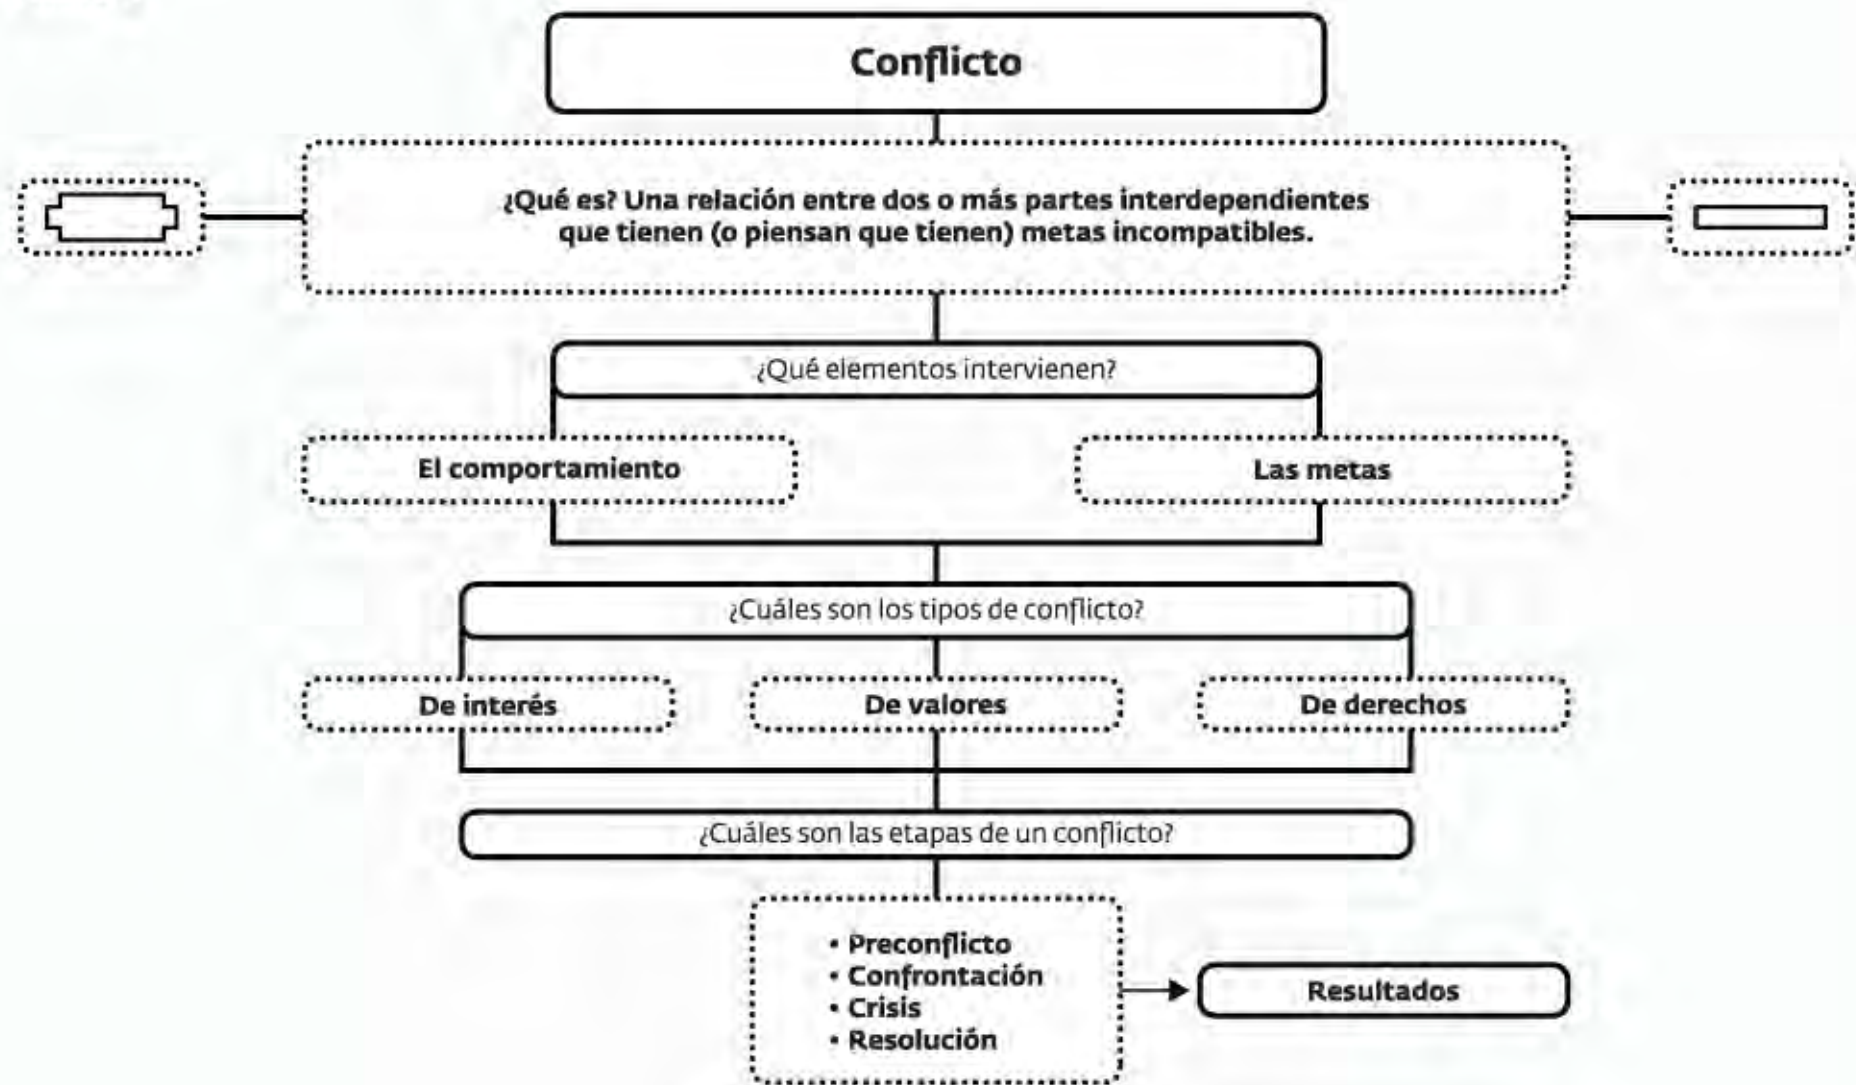 Conflicto
¿Qué es? Una relación entre dos o más partes interdependientes
que tienen (o piensan que tienen) metas incompatibles.
¿Qué elementos intervienen?
El comportamiento
Las metas
¿Cuáles son los tipos de conflicto?
De interés
De valores
De derechos
¿Cuáles son las etapas de un conflicto?
• Preconflicto
• Confrontación
• Crisis
• Resolución
Resultados